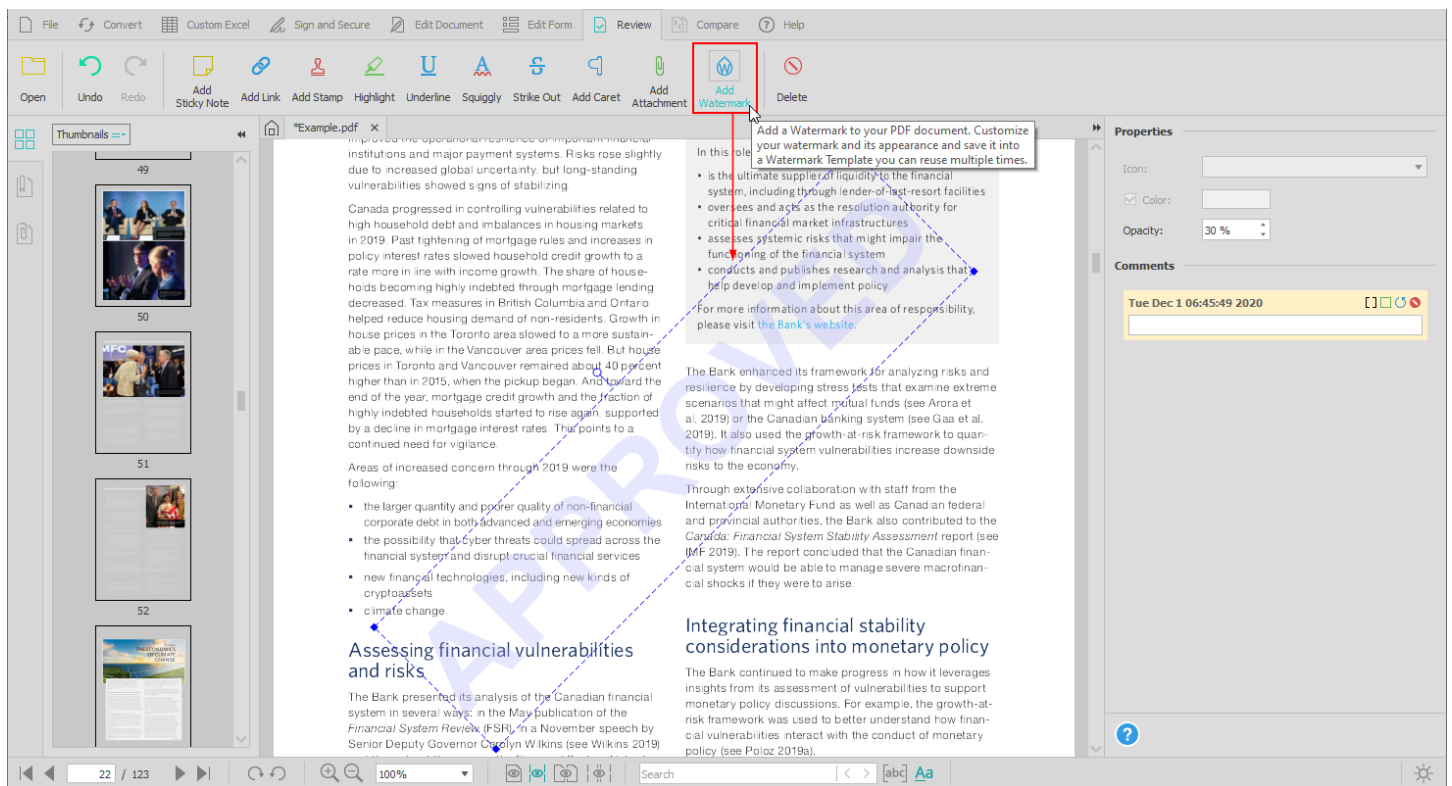 File Convert Custom Excel Sign and Secure Edit Document Edit Form Review Compare Help
Open Undo Redo Add Sticky Note Add Link Add Stamp Highlight Underline Squiggly Strike Out Add Caret Add Attachment Add Watermark Delete
Add a Watermark to your PDF document. Customize
your watermark and its appearance and save it into
a Watermark Template you can reuse multiple times.
Thumbnails
49
50
51
52
THE ECONOMICS
OF CLIMATE
CHANGE
*Example.pdf
improved the operational resilience of important financial
institutions and major payment systems. Risks rose slightly
due to increased global uncertainty, but long-standing
vulnerabilities showed signs of stabilizing.
Canada progressed in controlling vulnerabilities related to
high household debt and imbalances in housing markets
in 2019. Past tightening of mortgage rules and increases in
policy interest rates slowed household credit growth to a
rate more in line with income growth. The share of house-
holds becoming highly indebted through mortgage lending
decreased. Tax measures in British Columbia and Ontario
helped reduce housing demand of non-residents. Growth in
house prices in the Toronto area slowed to a more sustain-
able pace, while in the Vancouver area prices fell. But house
prices in Toronto and Vancouver remained about 40 percent
higher than in 2015, when the pickup began. And toward the
end of the year, mortgage credit growth and the fraction of
highly indebted households started to rise again, supported
by a decline in mortgage interest rates. This points to a
continued need for vigilance.
Areas of increased concern through 2019 were the
following:
▪ the larger quantity and poorer quality of non-financial
corporate debt in both advanced and emerging economies
▪ the possibility that cyber threats could spread across the
financial system and disrupt crucial financial services
▪ new financial technologies, including new kinds of
cryptoassets
▪ climate change
Assessing financial vulnerabilities
and risks
The Bank presented its analysis of the Canadian financial
system in several ways: in the May publication of the
Financial System Review (FSR), in a November speech by
Senior Deputy Governor Carolyn Wilkins (see Wilkins 2019)
In this role
• is the ultimate supplier of liquidity to the financial
system, including through lender-of-last-resort facilities
• oversees and acts as the resolution authority for
critical financial market infrastructures
• assesses systemic risks that might impair the
functioning of the financial system
• conducts and publishes research and analysis that
help develop and implement policy
For more information about this area of responsibility,
please visit the Bank's website.
The Bank enhanced its framework for analyzing risks and
resilience by developing stress tests that examine extreme
scenarios that might affect mutual funds (see Arora et
al. 2019) or the Canadian banking system (see Gaa et al.
2019). It also used the growth-at-risk framework to quan-
tify how financial system vulnerabilities increase downside
risks to the economy.
Through extensive collaboration with staff from the
International Monetary Fund as well as Canadian federal
and provincial authorities, the Bank also contributed to the
Canada: Financial System Stability Assessment report (see
IMF 2019). The report concluded that the Canadian finan-
cial system would be able to manage severe macrofinan-
cial shocks if they were to arise.
Integrating financial stability
considerations into monetary policy
The Bank continued to make progress in how it leverages
insights from its assessment of vulnerabilities to support
monetary policy discussions. For example, the growth-at-
risk framework was used to better understand how finan-
cial vulnerabilities interact with the conduct of monetary
policy (see Poloz 2019a).
APPROVED
Properties
Icon:
Color:
Opacity: 30 %
Comments
Tue Dec 1 06:45:49 2020
22 / 123 100% Search [abc] Aa